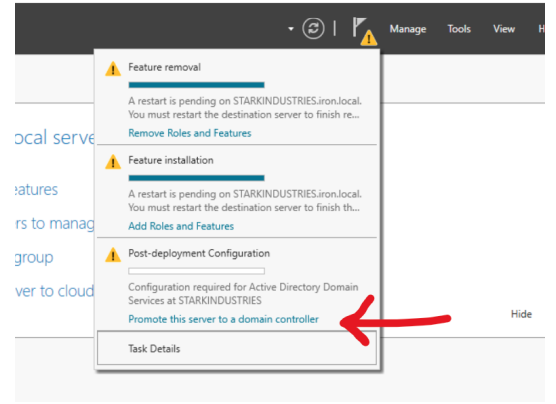 Manage Tools View H
Feature removal
A restart is pending on STARKINDUSTRIES.iron.local.
You must restart the destination server to finish re...
Remove Roles and Features
ocal serve
Feature installation
A restart is pending on STARKINDUSTRIES.iron.local.
You must restart the destination server to finish th...
Add Roles and Features
eatures
rs to manag
group
ver to cloud
Post-deployment Configuration
Configuration required for Active Directory Domain
Services at STARKINDUSTRIES
Promote this server to a domain controller
Hide
Task Details